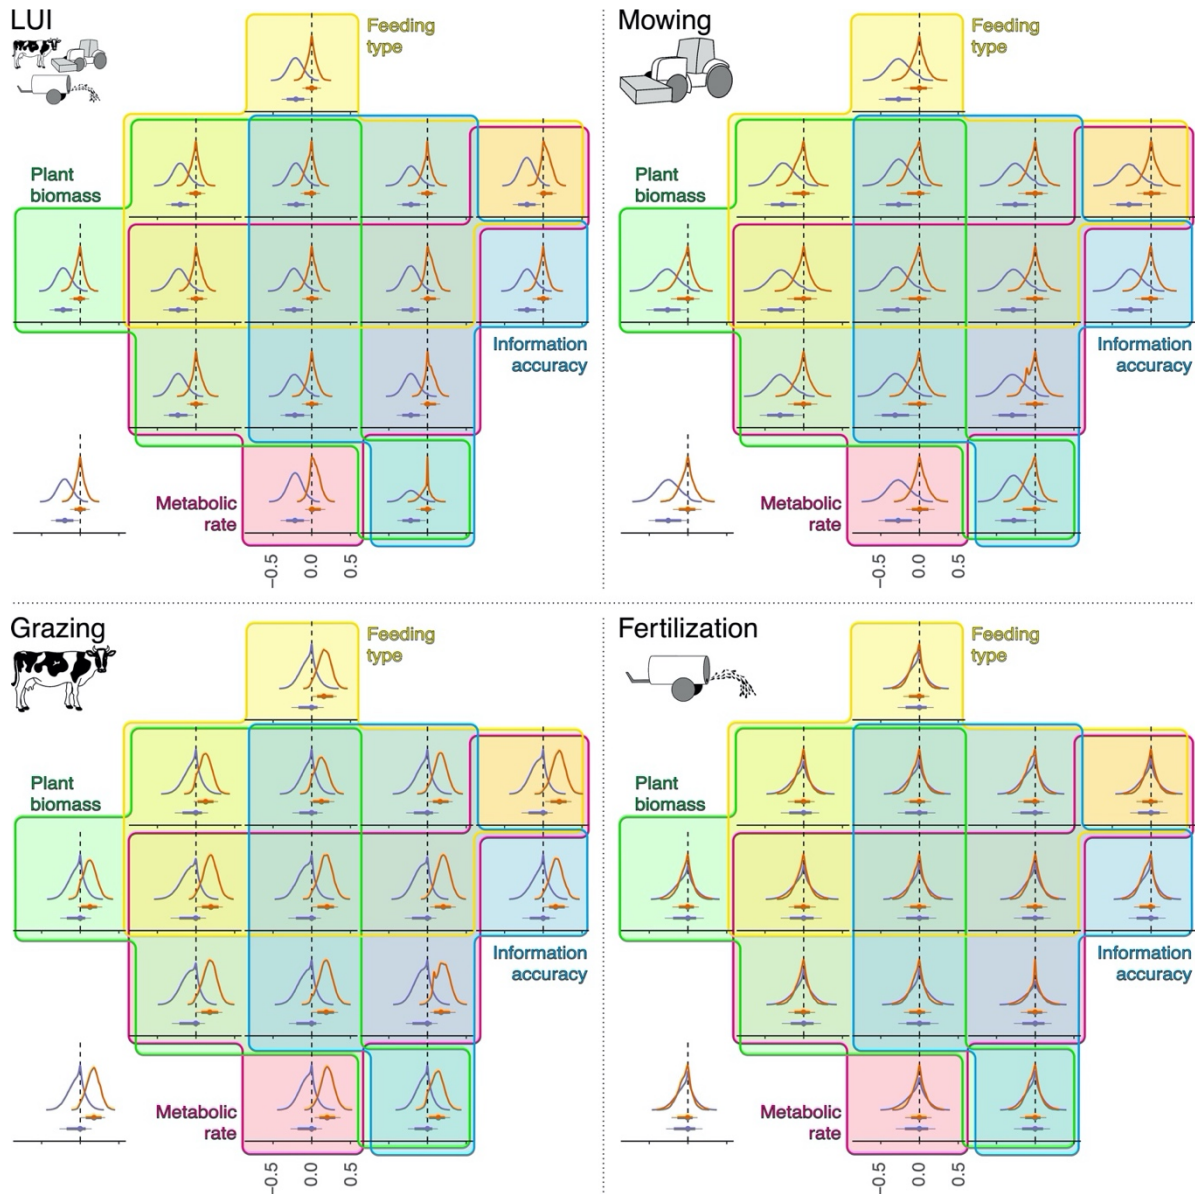 LUI
Feeding
type
Plant
biomass
Information
accuracy
Metabolic
rate
−0.5
0.0
0.5
Mowing
Feeding
type
Plant
biomass
Information
accuracy
Metabolic
rate
−0.5
0.0
0.5
Grazing
Feeding
type
Plant
biomass
Information
accuracy
Metabolic
rate
−0.5
0.0
0.5
Fertilization
Feeding
type
Plant
biomass
Information
accuracy
Metabolic
rate
−0.5
0.0
0.5